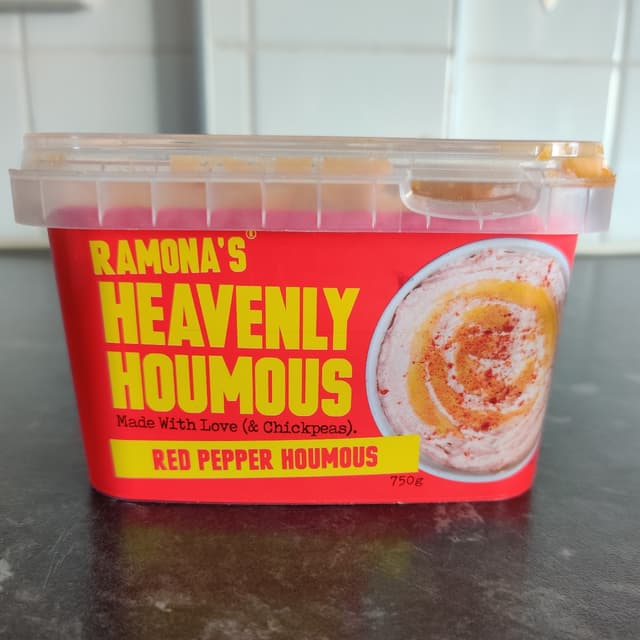 RAMONA'S®
HEAVENLY
HOUMOUS
Made With Love (& Chickpeas).
RED PEPPER HOUMOUS
750g